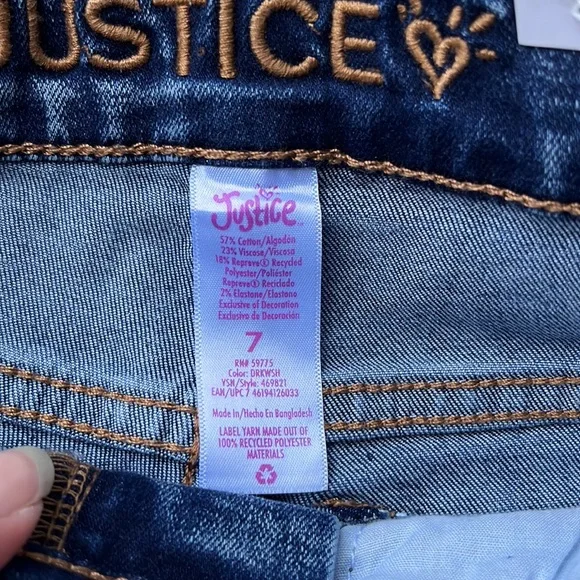 JUSTICE
Justice™
57% Cotton/Algodón
23% Viscose/Viscosa
18% Repreve® Recycled
Polyester/Poliéster
Repreve® Reciclado
2% Elastane/Elastano
Exclusive of Decoration
Exclusivo de Decoración
7
RN# 59775
Color: DRKWSH
VSN/Style: 469821
EAN/UPC 7 46194126033
Made In/Hecho En Bangladesh
LABEL YARN MADE OUT OF
100% RECYCLED POLYESTER
MATERIALS